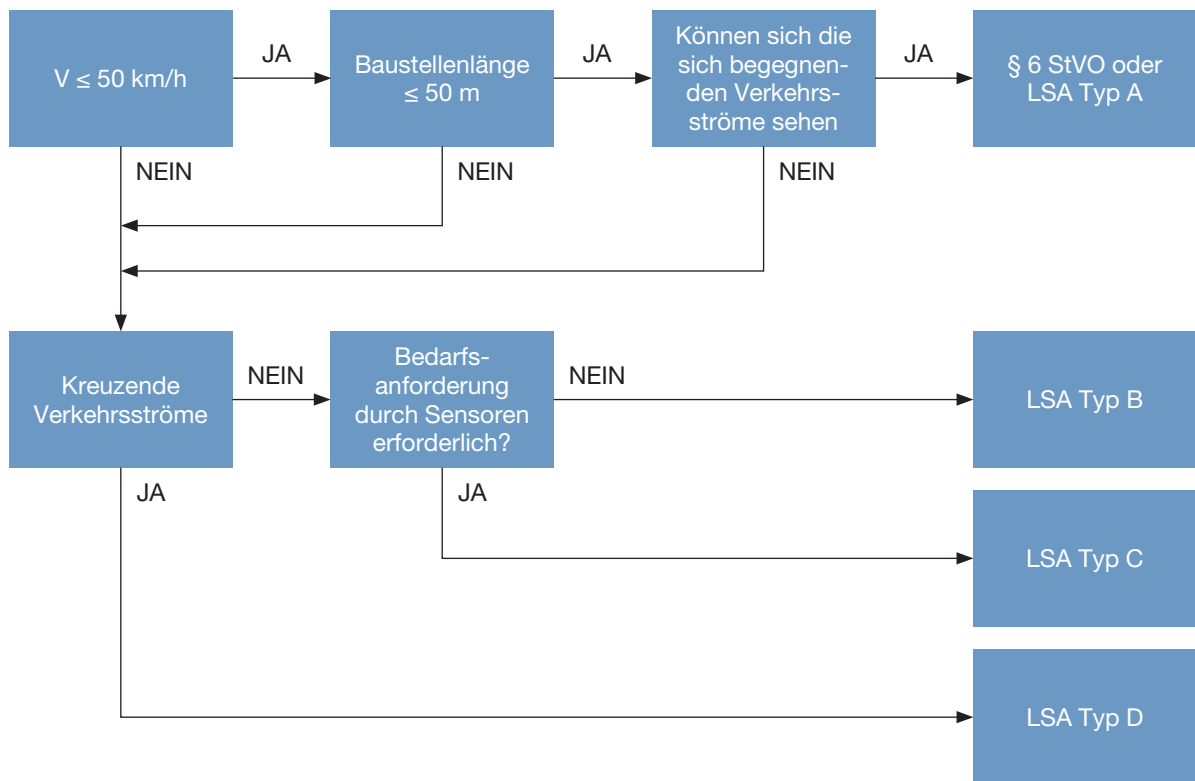 V ≤ 50 km/h
JA
Baustellenlänge
≤ 50 m
JA
Können sich die
sich begegnen-
den Verkehrs-
ströme sehen
JA
§ 6 StVO oder
LSA Typ A
NEIN
NEIN
NEIN
Kreuzende
Verkehrsströme
NEIN
Bedarfs-
anforderung
durch Sensoren
erforderlich?
NEIN
LSA Typ B
JA
JA
LSA Typ C
LSA Typ D